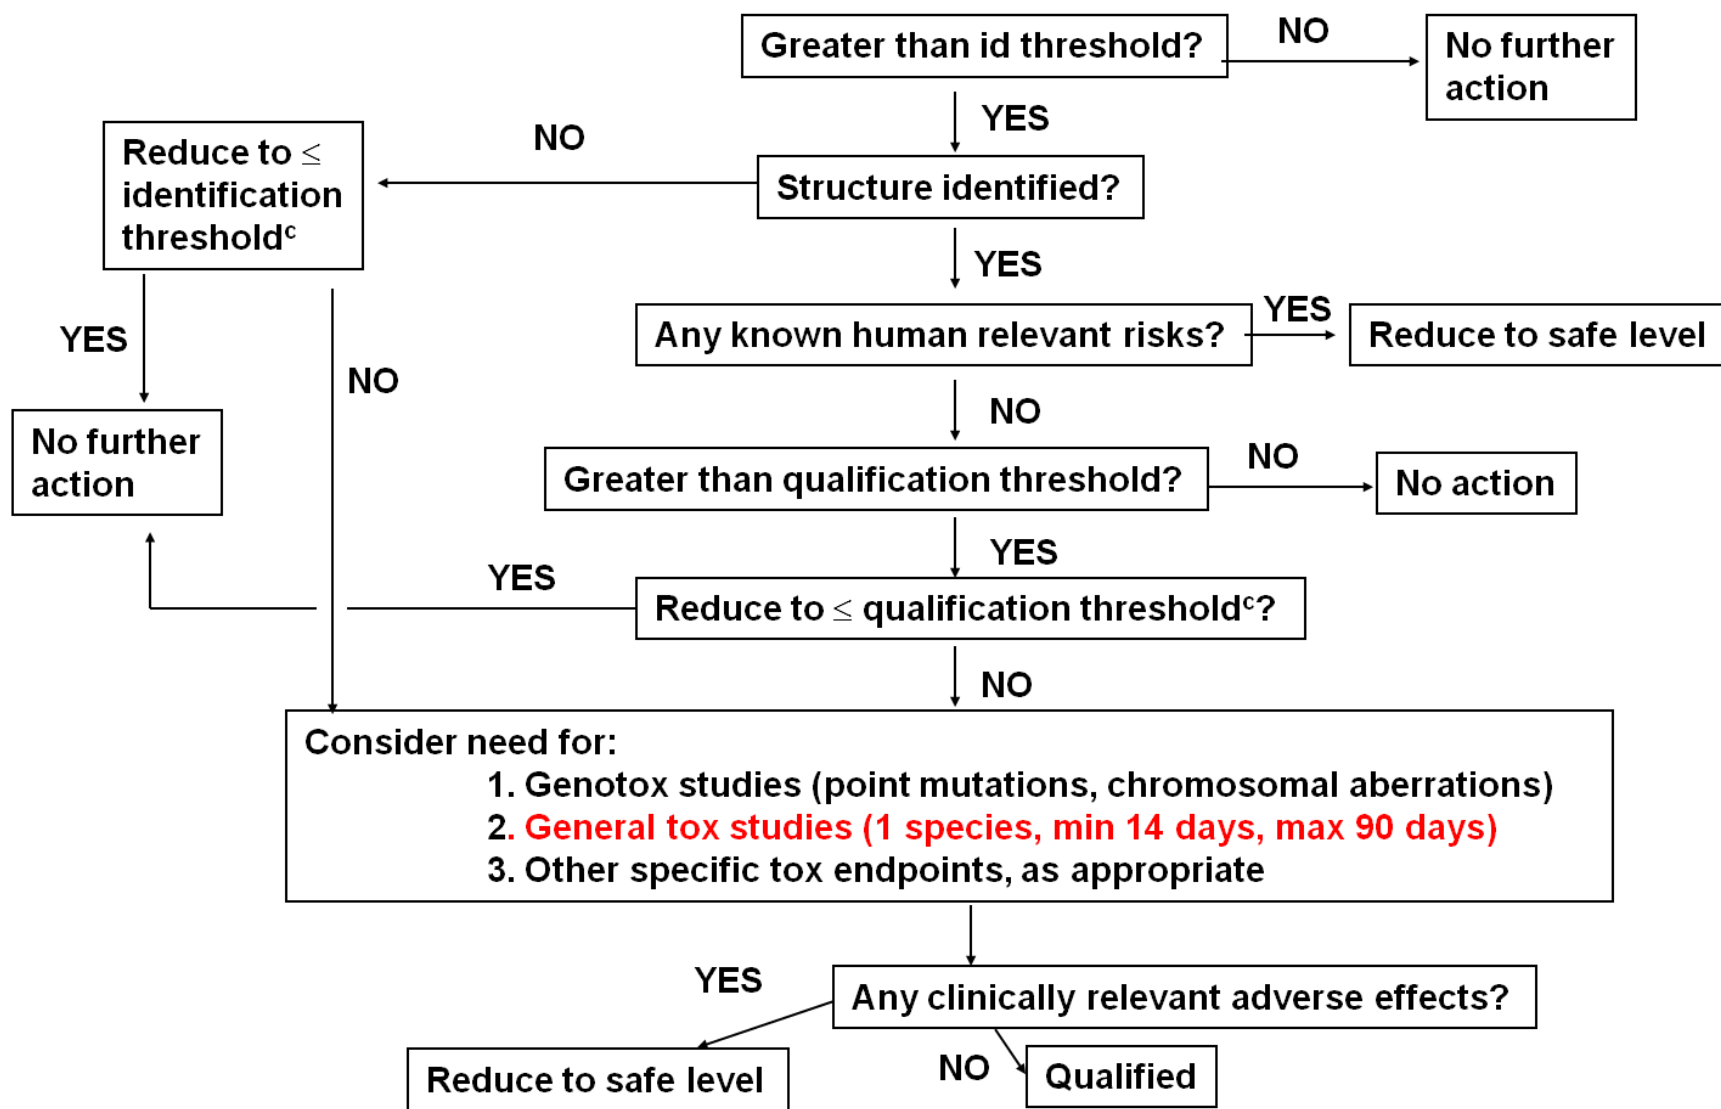 Greater than id threshold?
NO
No further
action
YES
NO
Reduce to ≤
identification
thresholdᶜ
Structure identified?
YES
YES
Any known human relevant risks?
YES
Reduce to safe level
NO
NO
No further
action
Greater than qualification threshold?
NO
No action
YES
YES
Reduce to ≤ qualification thresholdᶜ?
NO
Consider need for:
1. Genotox studies (point mutations, chromosomal aberrations)
2. General tox studies (1 species, min 14 days, max 90 days)
3. Other specific tox endpoints, as appropriate
YES
Any clinically relevant adverse effects?
Reduce to safe level
NO
Qualified